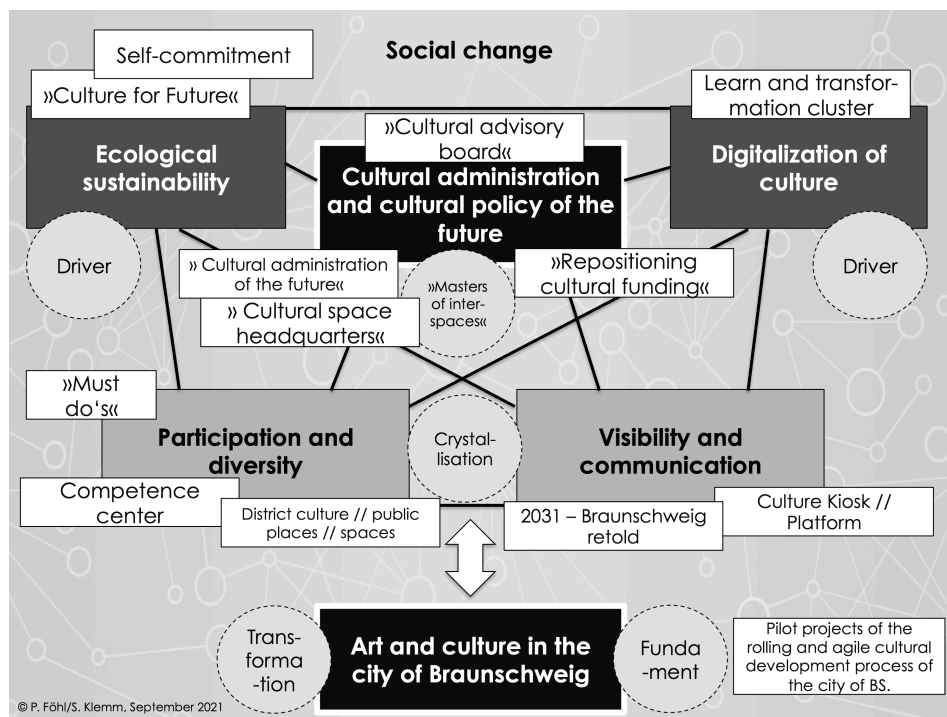 Social change
Self-commitment
»Culture for Future«
Ecological
sustainability
Driver
»Cultural advisory
board«
Cultural administration
and cultural policy of the
future
Learn and transfor-
mation cluster
Digitalization of
culture
Driver
» Cultural administration
of the future«
» Cultural space
headquarters«
»Masters
of inter-
spaces«
»Repositioning
cultural funding«
»Must
do‘s«
Participation and
diversity
Competence
center
District culture // public
places // spaces
Crystal-
lisation
Visibility and
communication
2031 – Braunschweig
retold
Culture Kiosk //
Platform
Trans-
forma
-tion
Art and culture in the
city of Braunschweig
Funda
-ment
Pilot projects of the
rolling and agile cultural
development process of
the city of BS.
© P. Föhl/S. Klemm, September 2021